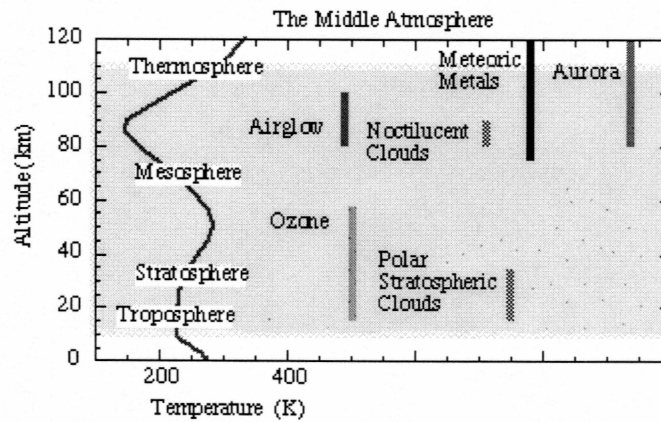 The Middle Atmosphere
120
100
80
60
40
20
0
Altitude (km)
Thermosphere
Mesosphere
Stratosphere
Troposphere
Airglow
Ozone
Noctilucent
Clouds
Meteoric
Metals
Aurora
Polar
Stratospheric
Clouds
200
400
Temperature (K)